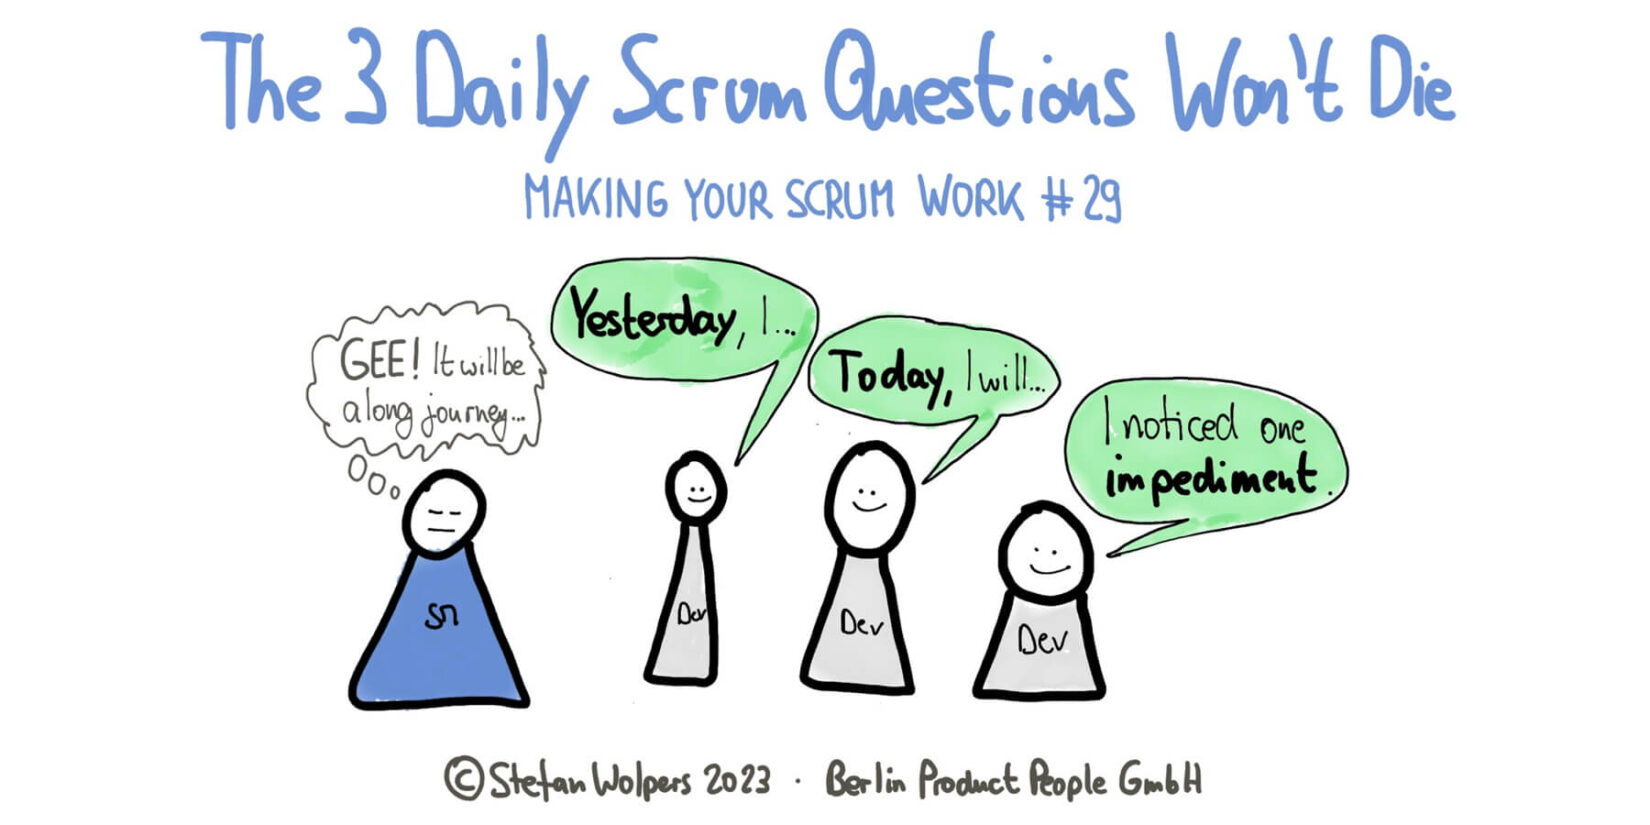 The 3 Daily Scrum Questions Won't Die
MAKING YOUR SCRUM WORK #29
GEE! It will be
a long journey...
Yesterday, I...
Today, I will...
I noticed one
impediment.
SM
Dev
Dev
Dev
© Stefan Wolpers 2023 · Berlin Product People GmbH